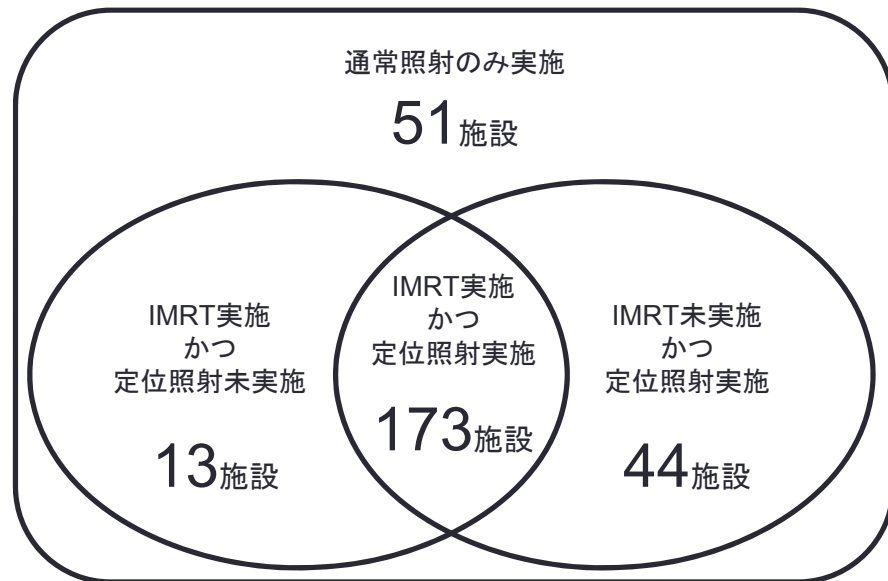 通常照射のみ実施
51施設
IMRT実施
かつ
定位照射未実施
13施設
IMRT実施
かつ
定位照射実施
173施設
IMRT未実施
かつ
定位照射実施
44施設